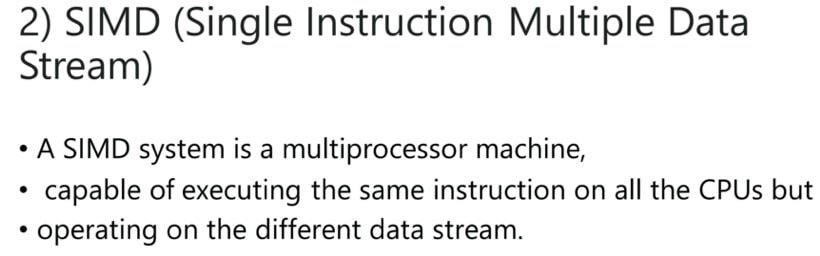 2) SIMD (Single Instruction Multiple Data
Stream)
• A SIMD system is a multiprocessor machine,
• capable of executing the same instruction on all the CPUs but
• operating on the different data stream.